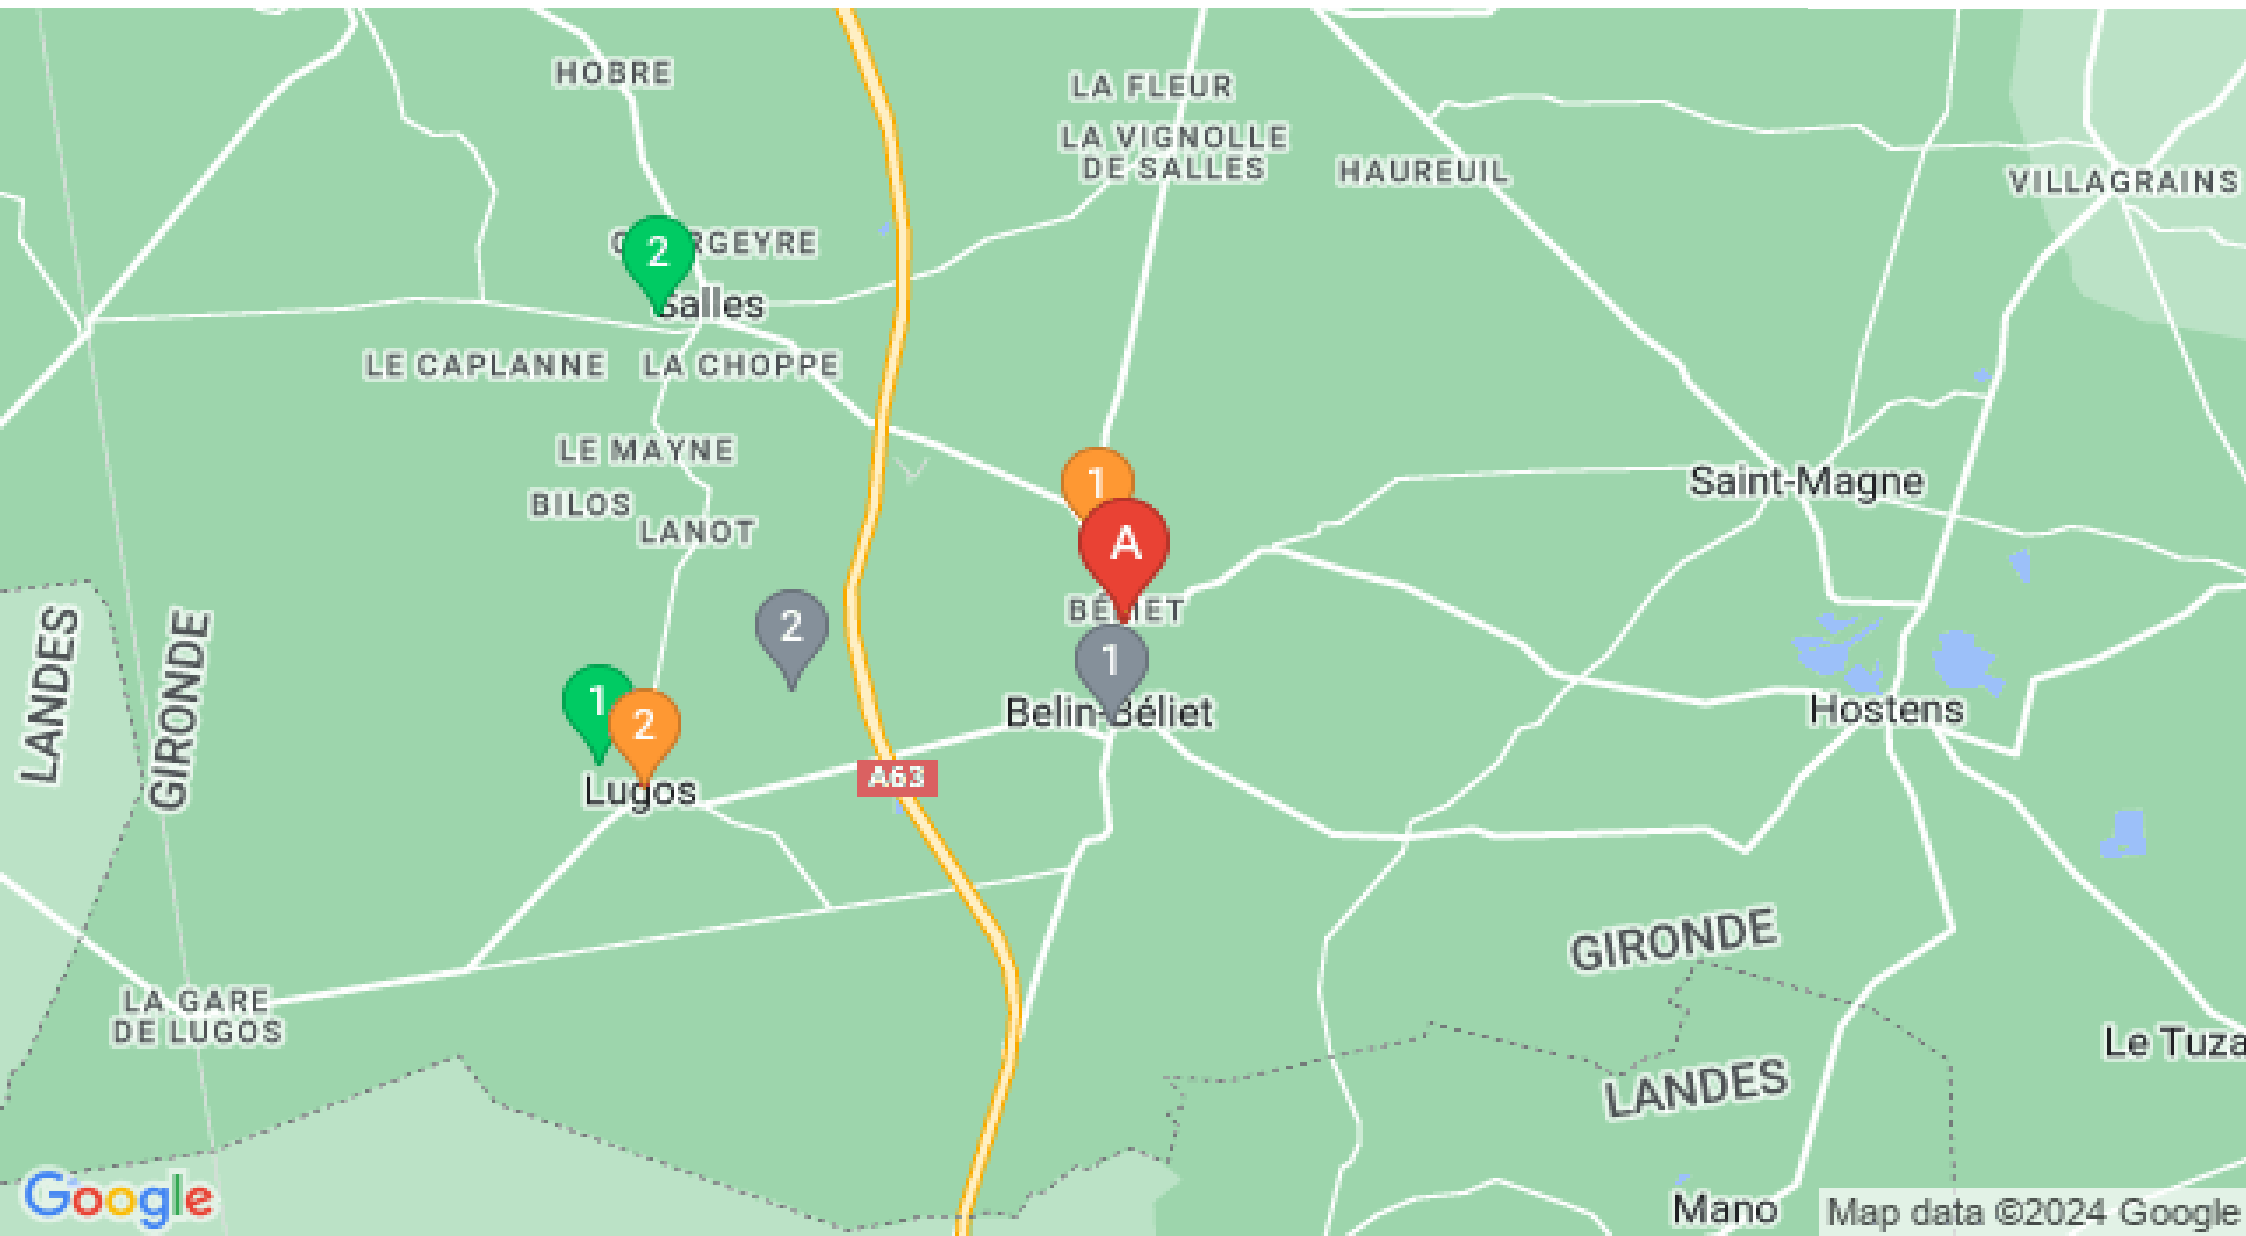 HOBRE
LA FLEUR
LA VIGNOLLE
DE SALLES
HAUREUIL
VILLAGRAINS
2
RGEYRE
Salles
LE CAPLANNE
LA CHOPPE
LE MAYNE
BILOS
LANOT
1
A
Saint-Magne
BÉLIET
2
1
Belin-Béliet
Hostens
LANDES
GIRONDE
1
2
Lugos
A63
GIRONDE
LANDES
LA GARE
DE LUGOS
Le Tuza
Mano
Google
Map data ©2024 Google